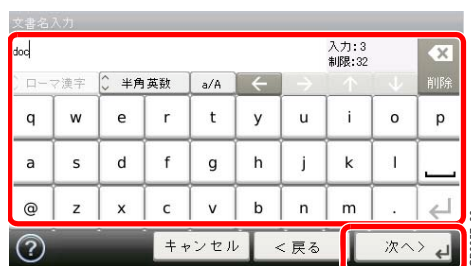 文書名入力
doc
入力:3
制限:32
ローマ漢字 半角英数 a/A ← → ↑ ↓ 削除
q w e r t y u i o p
a s d f g h j k l
@ z x c v b n m . ↵
? キャンセル < 戻る 次へ > ↵